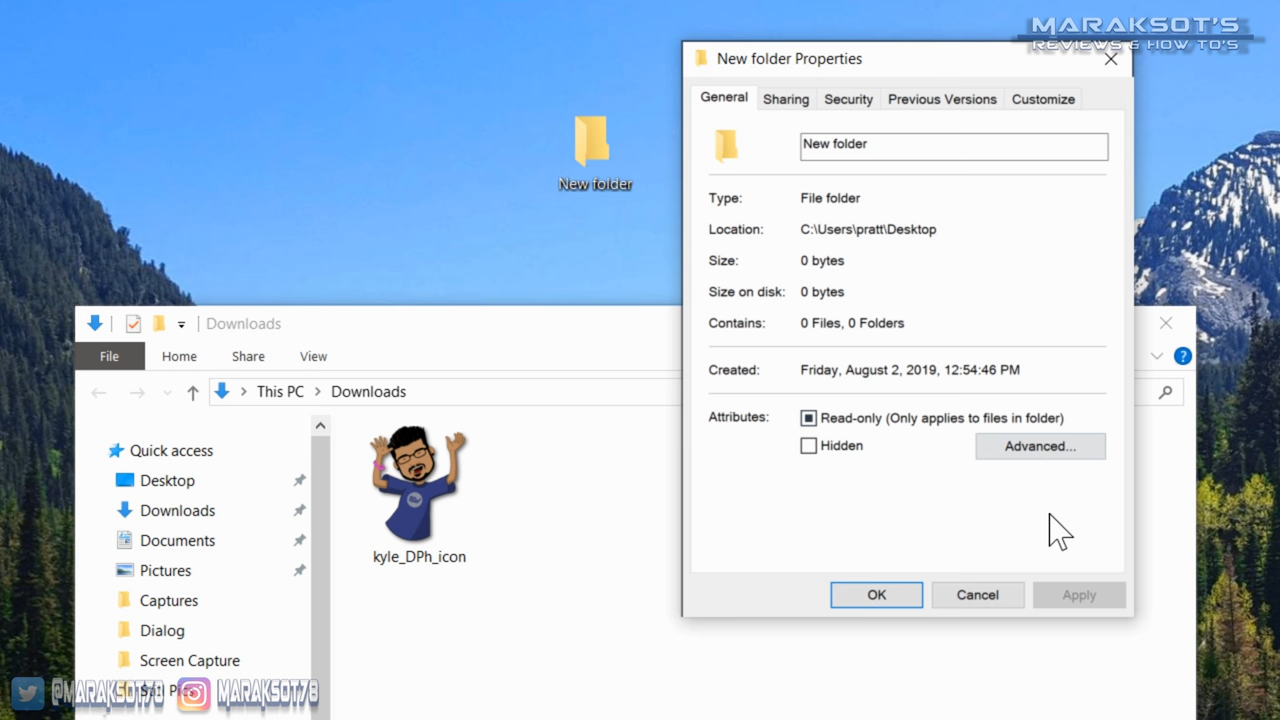 MARAKSOT'S
REVIEWS & HOW TO'S
New folder Properties
General Sharing Security Previous Versions Customize
New folder
New folder
Type: File folder
Location: C:\Users\pratt\Desktop
Size: 0 bytes
Size on disk: 0 bytes
Contains: 0 Files, 0 Folders
Created: Friday, August 2, 2019, 12:54:46 PM
Attributes: Read-only (Only applies to files in folder)
Hidden Advanced...
OK Cancel Apply
Downloads
File Home Share View
?
This PC > Downloads
Quick access
Desktop
Downloads
Documents
Pictures
Captures
Dialog
Screen Capture
kyle_DPh_icon
@MARAKSOT78 MARAKSOT78